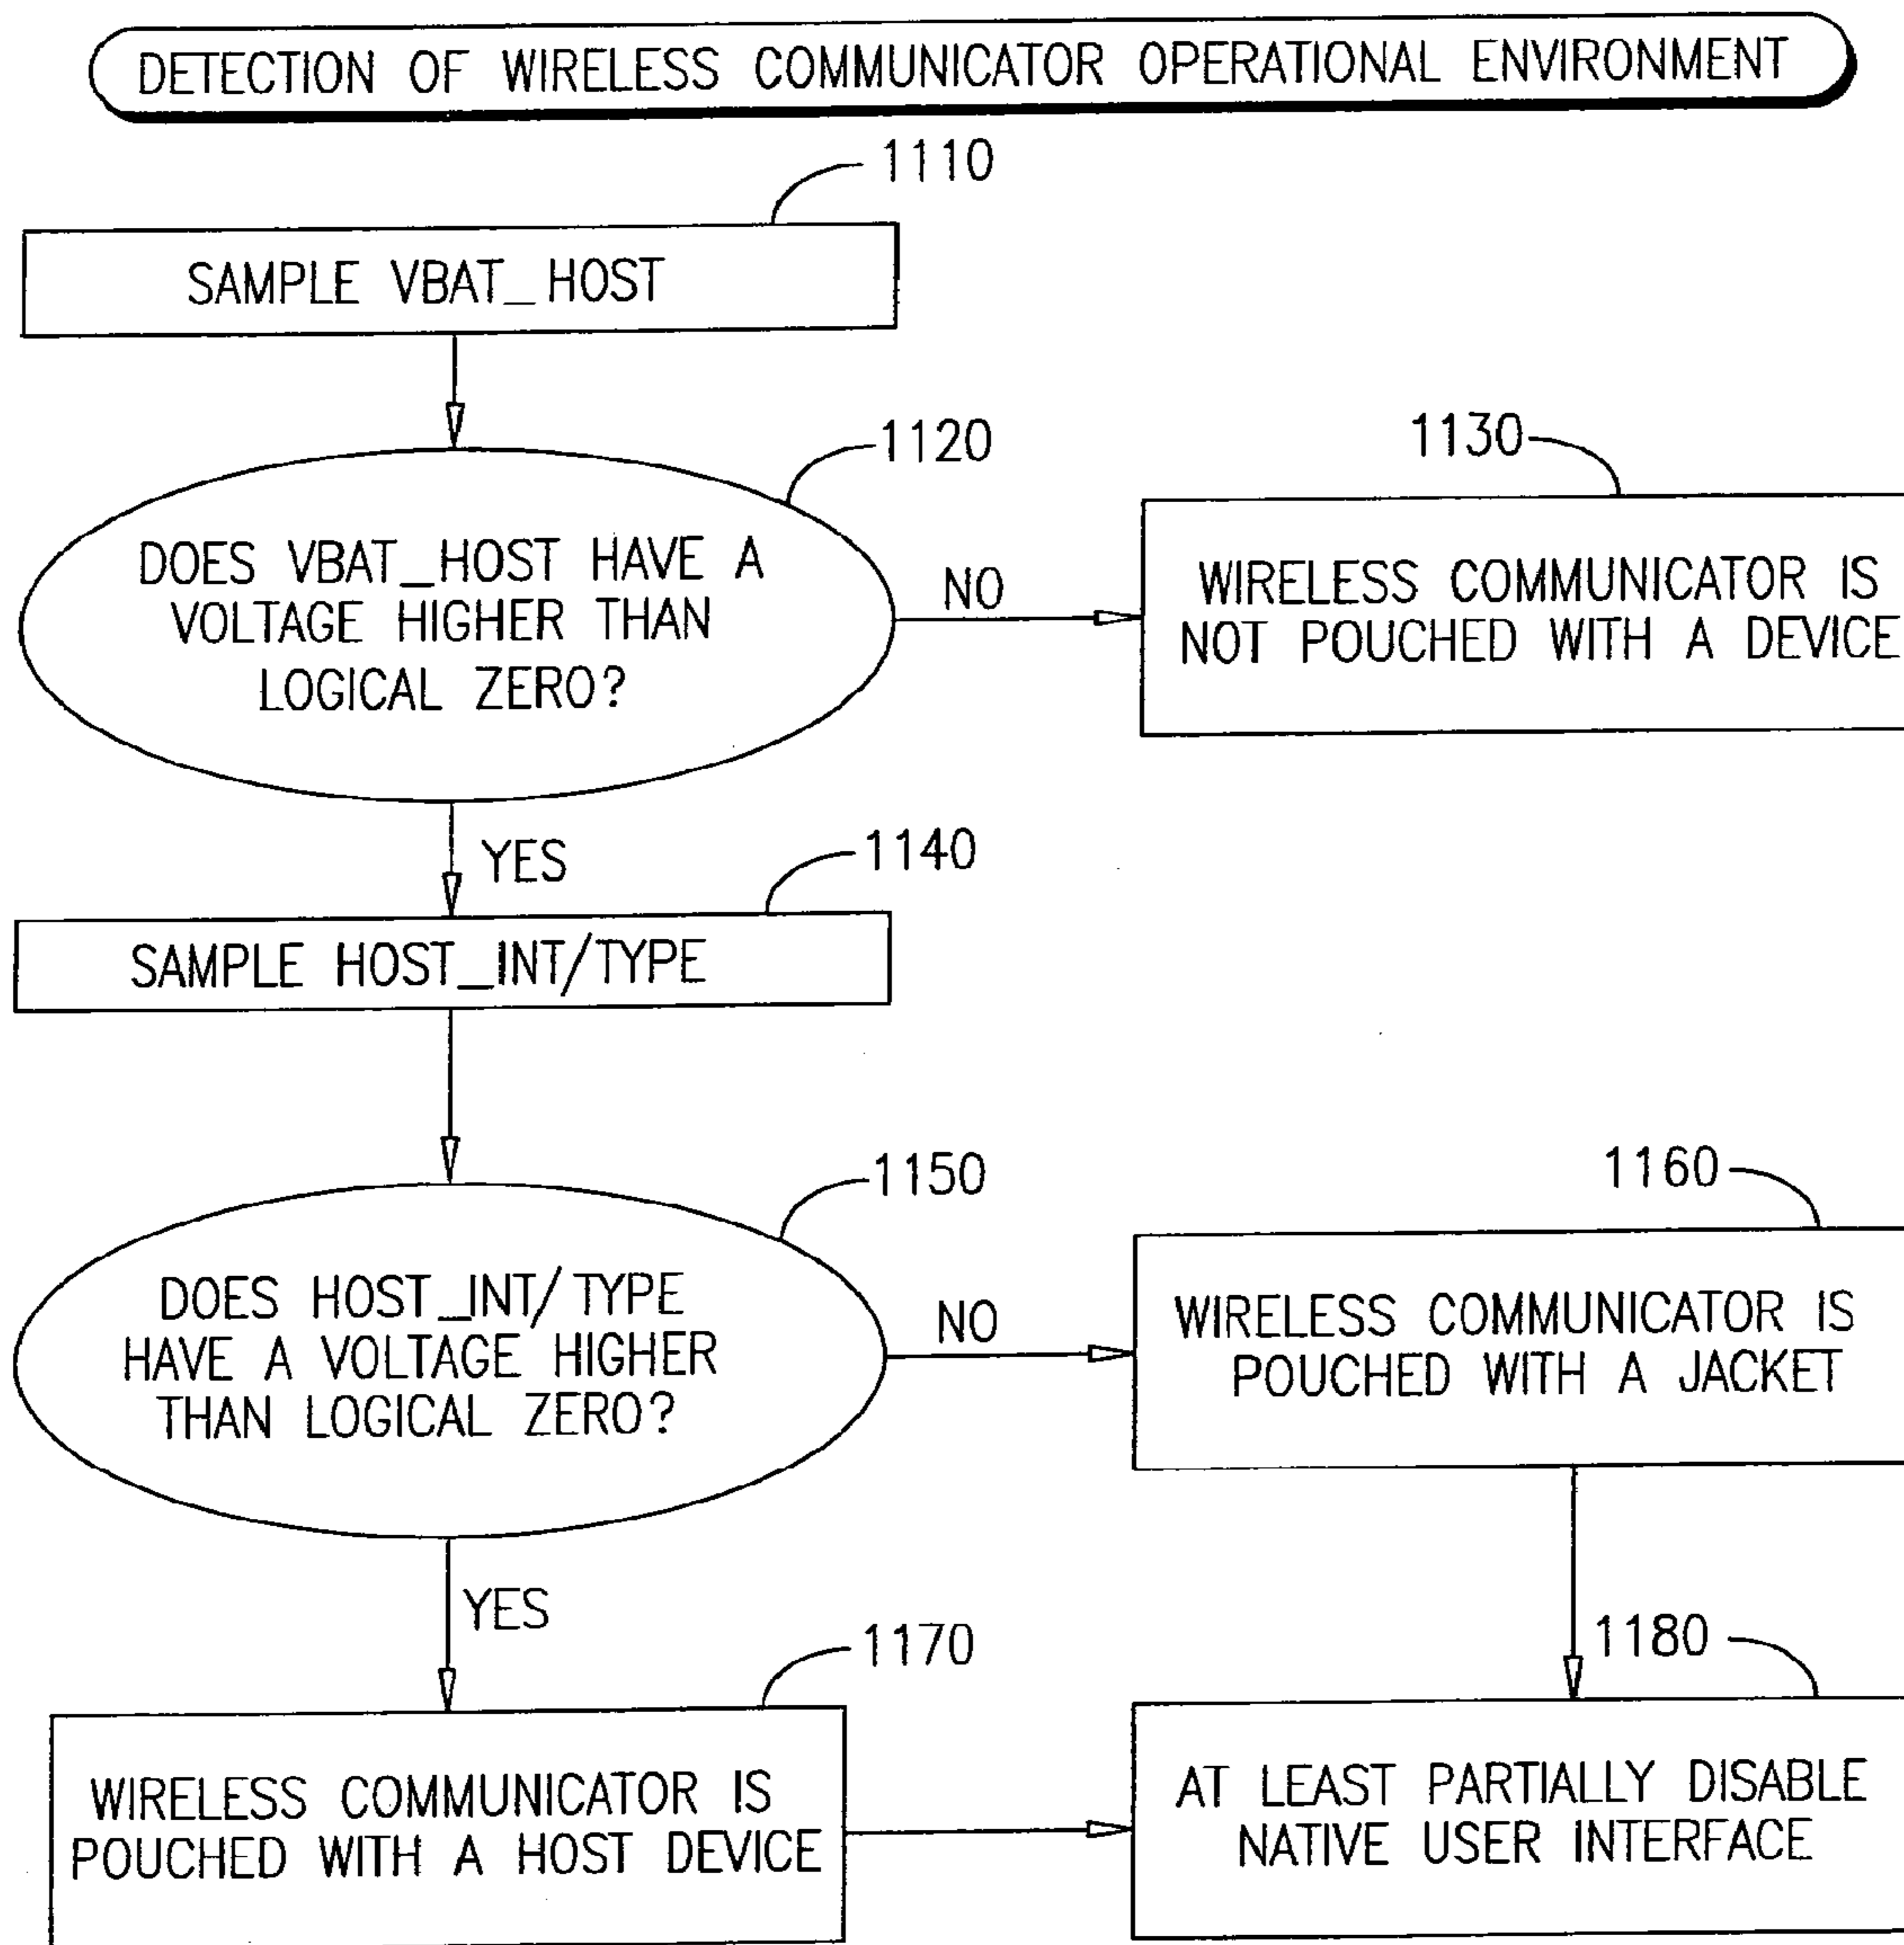 DETECTION OF WIRELESS COMMUNICATOR OPERATIONAL ENVIRONMENT
1110
SAMPLE VBAT_HOST
1120
DOES VBAT_HOST HAVE A
VOLTAGE HIGHER THAN
LOGICAL ZERO?
NO
1130
WIRELESS COMMUNICATOR IS
NOT POUCHED WITH A DEVICE
YES
1140
SAMPLE HOST_INT/TYPE
1150
DOES HOST_INT/TYPE
HAVE A VOLTAGE HIGHER
THAN LOGICAL ZERO?
NO
1160
WIRELESS COMMUNICATOR IS
POUCHED WITH A JACKET
YES
1170
WIRELESS COMMUNICATOR IS
POUCHED WITH A HOST DEVICE
1180
AT LEAST PARTIALLY DISABLE
NATIVE USER INTERFACE